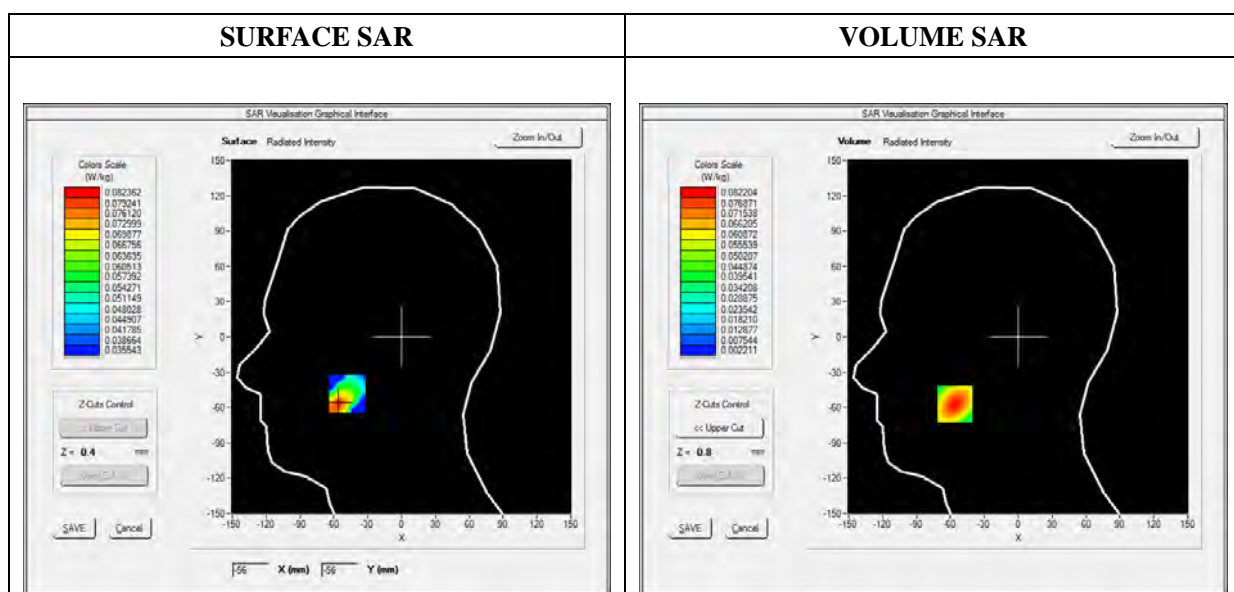 SURFACE SAR
VOLUME SAR
SAR Visualisation Graphical Interface
Surface Radiated Intensity
Zoom In/Out
Colors Scale
(W/kg)
0.082362
0.079241
0.076120
0.072999
0.069877
0.066756
0.063635
0.060513
0.057392
0.054271
0.051149
0.048028
0.044907
0.041785
0.038664
0.035543
Z-Cuts Control
<< Upper Cut
Z = 0.4 mm
SAVE
Cancel
150
120
90
60
30
0
-30
-60
-90
-120
-150
Y
-150 -120 -90 -60 -30 0 30 60 90 120 150
X
-56 X (mm) -56 Y (mm)
SAR Visualisation Graphical Interface
Volume Radiated Intensity
Zoom In/Out
Colors Scale
(W/kg)
0.082204
0.076871
0.071538
0.066205
0.060872
0.055539
0.050207
0.044874
0.039541
0.034208
0.028875
0.023542
0.018210
0.012877
0.007544
0.002211
Z-Cuts Control
<< Upper Cut
Z = 0.8 mm
SAVE
Cancel
150
120
90
60
30
0
-30
-60
-90
-120
-150
Y
-150 -120 -90 -60 -30 0 30 60 90 120 150
X